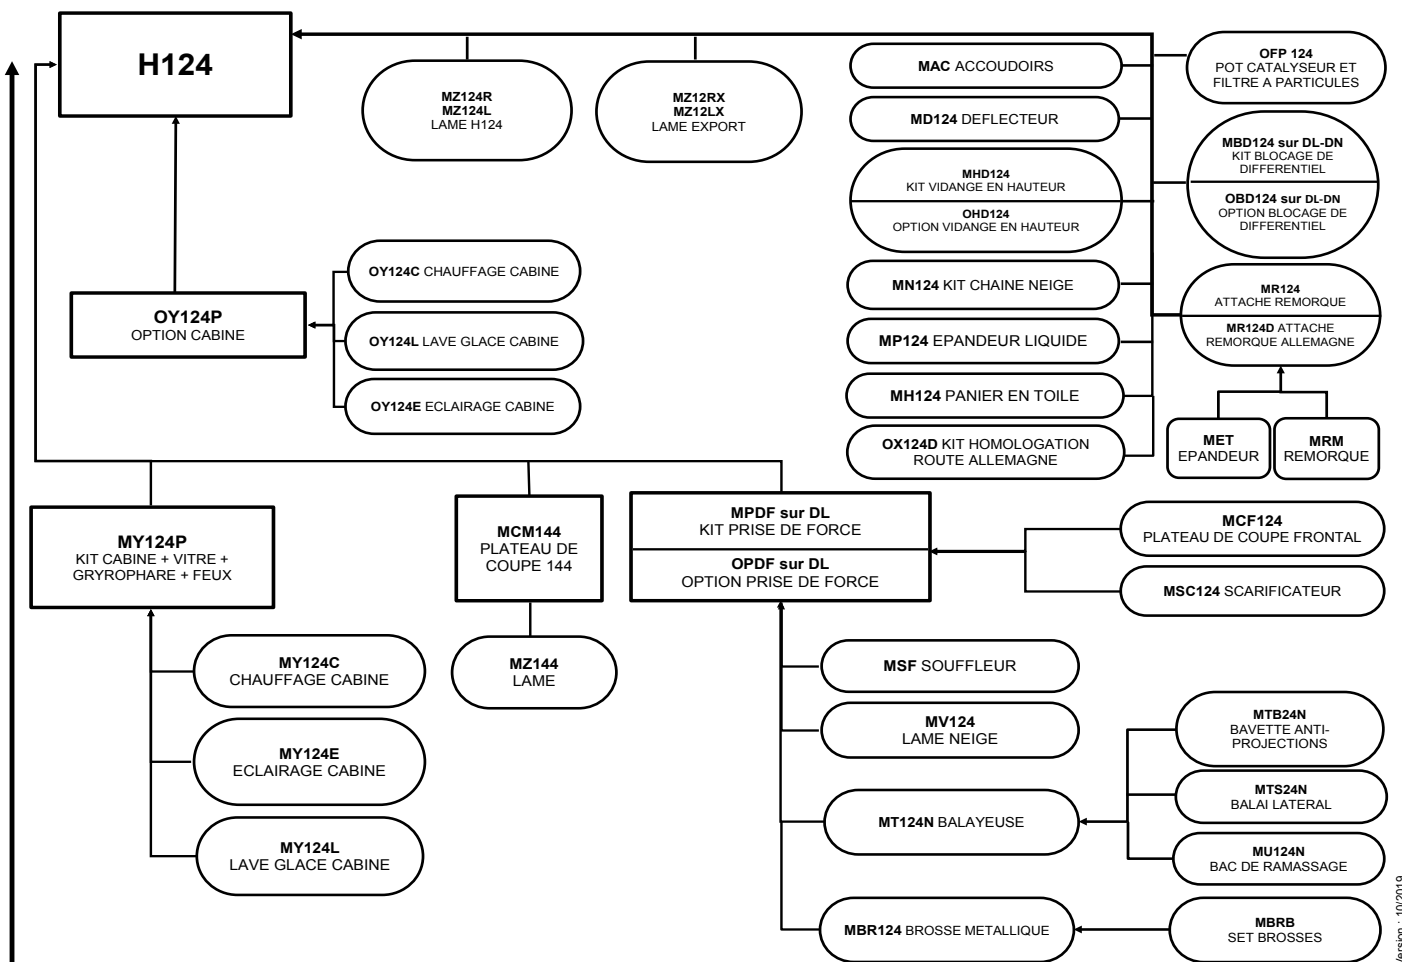 H124
MZ124R
MZ124L
LAME H124
MZ12RX
MZ12LX
LAME EXPORT
MAC ACCOUDOIRS
MD124 DEFLECTEUR
MHD124
KIT VIDANGE EN HAUTEUR
OHD124
OPTION VIDANGE EN HAUTEUR
MN124 KIT CHAINE NEIGE
MP124 EPANDEUR LIQUIDE
MH124 PANIER EN TOILE
OX124D KIT HOMOLOGATION
ROUTE ALLEMAGNE
OFP 124
POT CATALYSEUR ET
FILTRE A PARTICULES
MBD124 sur DL-DN
KIT BLOCAGE DE
DIFFERENTIEL
OBD124 sur DL-DN
OPTION BLOCAGE DE
DIFFERENTIEL
MR124
ATTACHE REMORQUE
MR124D ATTACHE
REMORQUE ALLEMAGNE
MET
EPANDEUR
MRM
REMORQUE
OY124P
OPTION CABINE
OY124C CHAUFFAGE CABINE
OY124L LAVE GLACE CABINE
OY124E ECLAIRAGE CABINE
MY124P
KIT CABINE + VITRE +
GRYROPHARE + FEUX
MY124C
CHAUFFAGE CABINE
MY124E
ECLAIRAGE CABINE
MY124L
LAVE GLACE CABINE
MCM144
PLATEAU DE
COUPE 144
MZ144
LAME
MPDF sur DL
KIT PRISE DE FORCE
OPDF sur DL
OPTION PRISE DE FORCE
MCF124
PLATEAU DE COUPE FRONTAL
MSC124 SCARIFICATEUR
MSF SOUFFLEUR
MV124
LAME NEIGE
MT124N BALAYEUSE
MTB24N
BAVETTE ANTI-
PROJECTIONS
MTS24N
BALAI LATERAL
MU124N
BAC DE RAMASSAGE
MBR124 BROSSE METALLIQUE
MBRB
SET BROSSES
Version : 10/2019